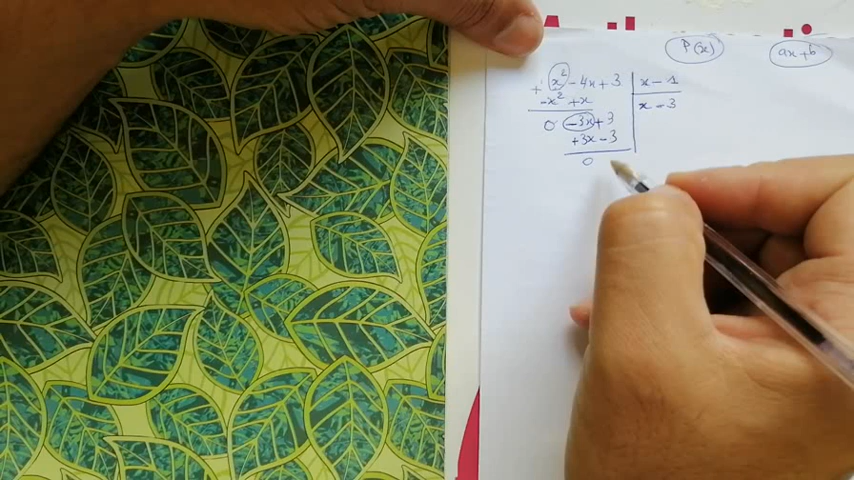 P(x) ax+b
+x² - 4x + 3 x - 1
-x² + x x - 3
0 -3x + 3
+3x - 3
0